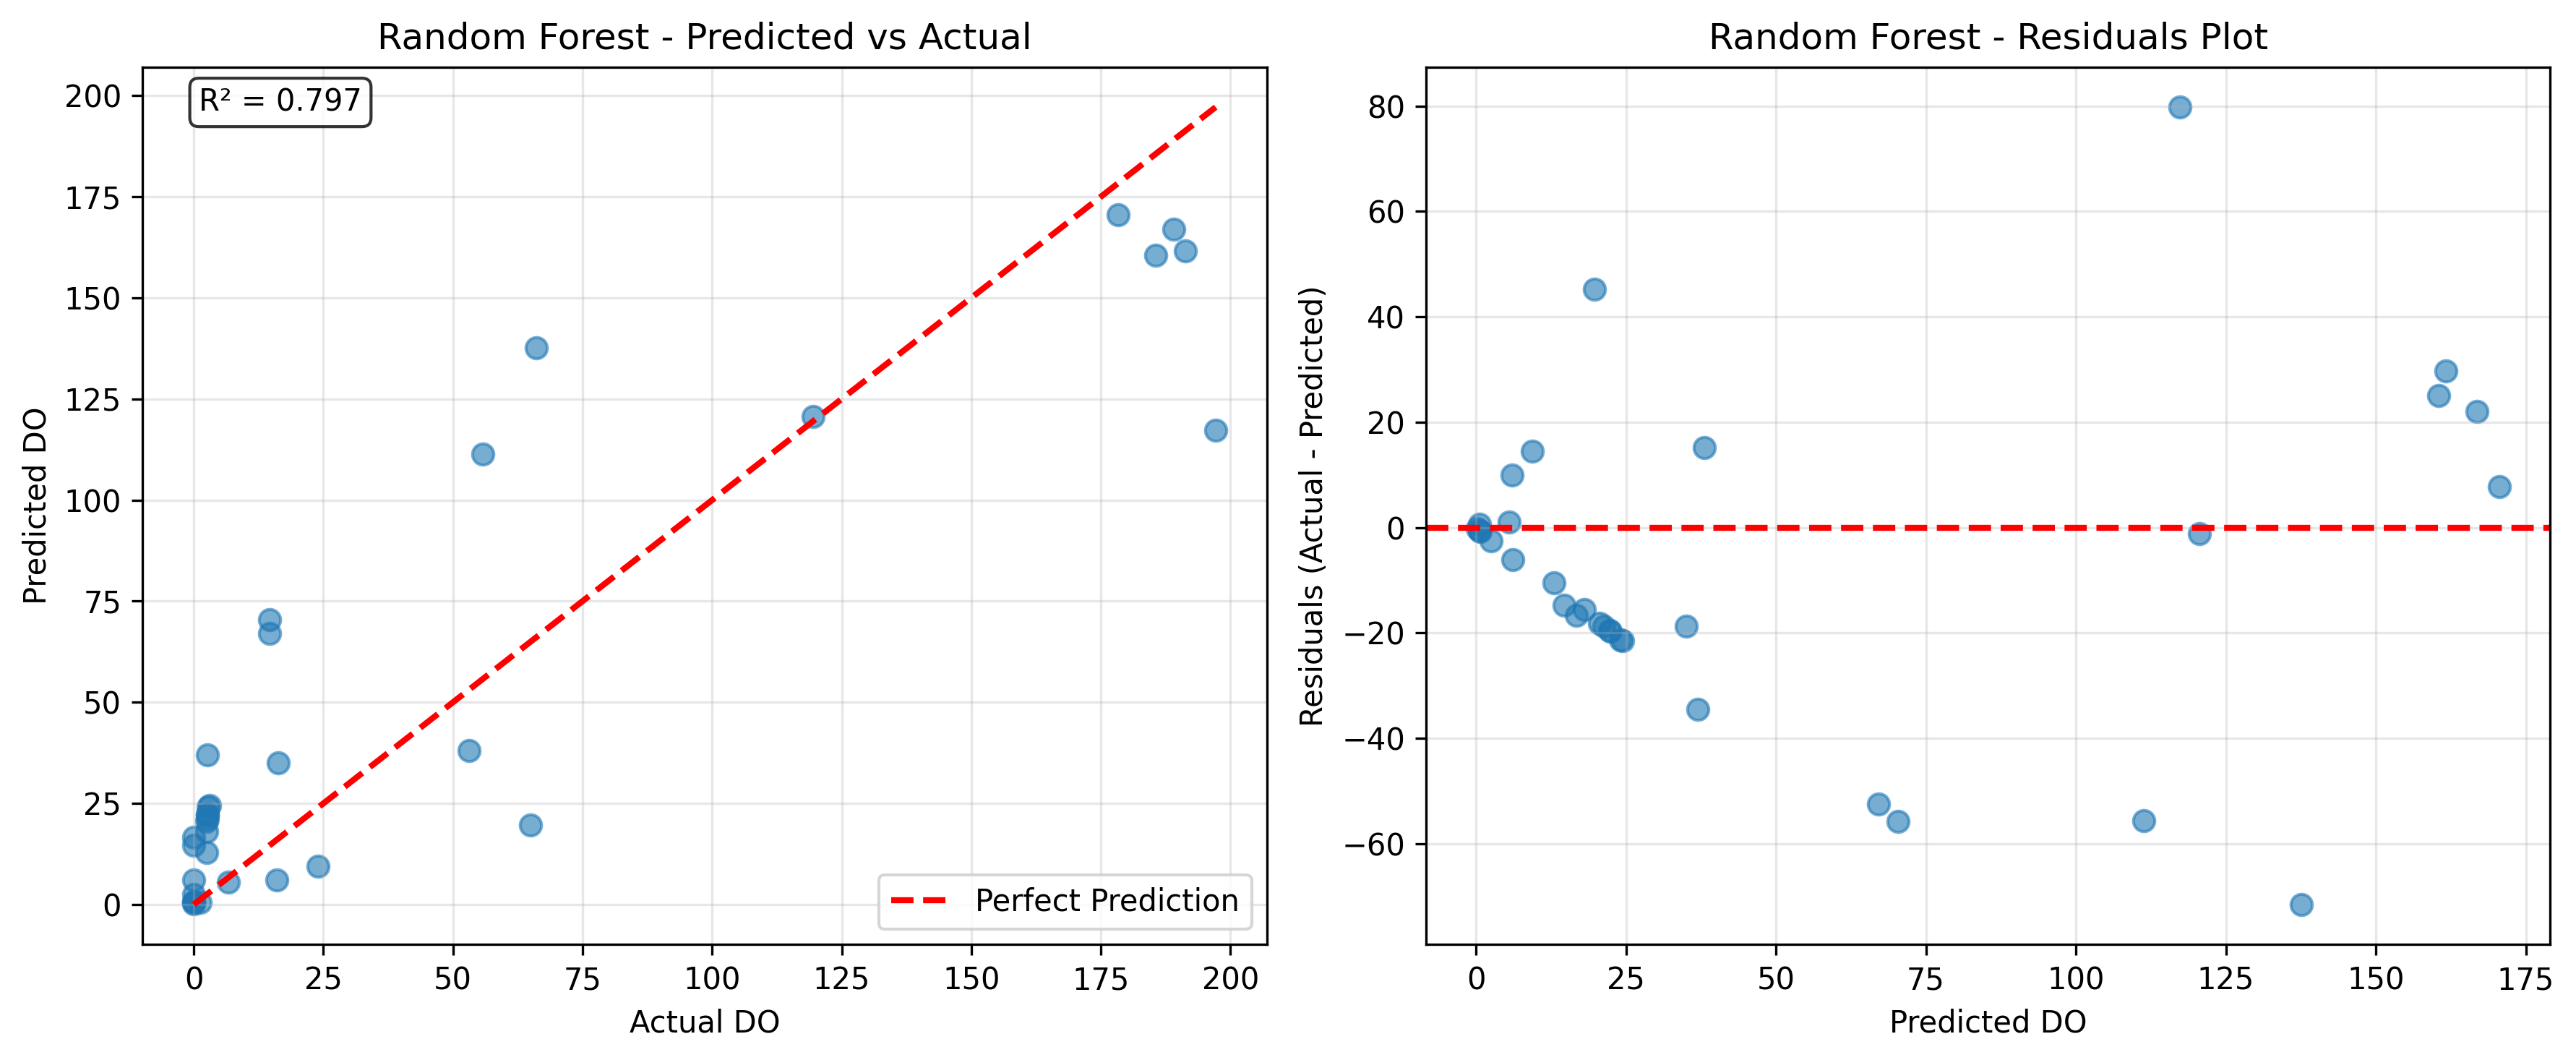 Random Forest - Predicted vs Actual
R² = 0.797
Predicted DO
200
175
150
125
100
75
50
25
0
Perfect Prediction
0 25 50 75 100 125 150 175 200
Actual DO
Random Forest - Residuals Plot
Residuals (Actual - Predicted)
80
60
40
20
0
−20
−40
−60
0 25 50 75 100 125 150 175
Predicted DO